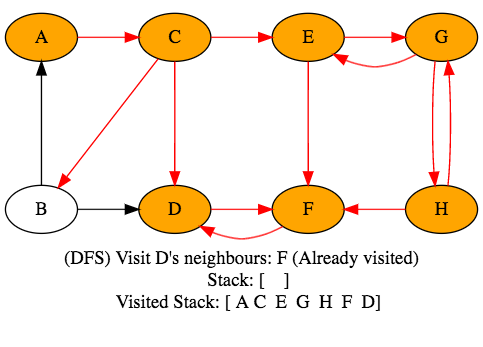 A C E G
B D F H
(DFS) Visit D's neighbours: F (Already visited)
Stack: [ ]
Visited Stack: [ A C E G H F D]